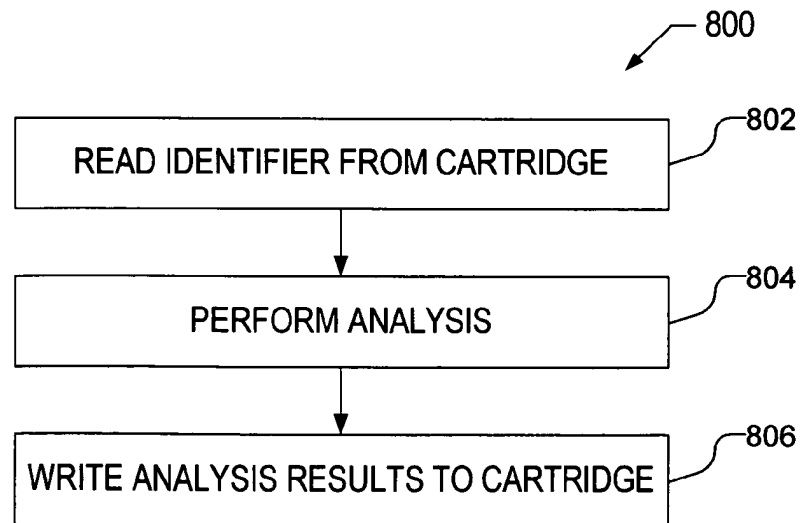 800
802
READ IDENTIFIER FROM CARTRIDGE
804
PERFORM ANALYSIS
806
WRITE ANALYSIS RESULTS TO CARTRIDGE